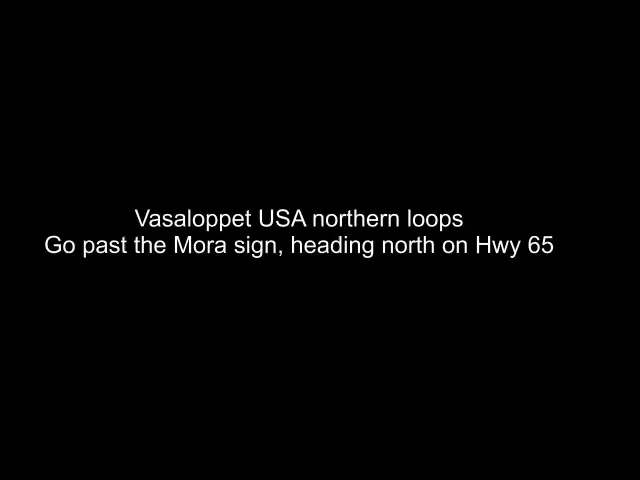 Vasaloppet USA northern loops
Go past the Mora sign, heading north on Hwy 65